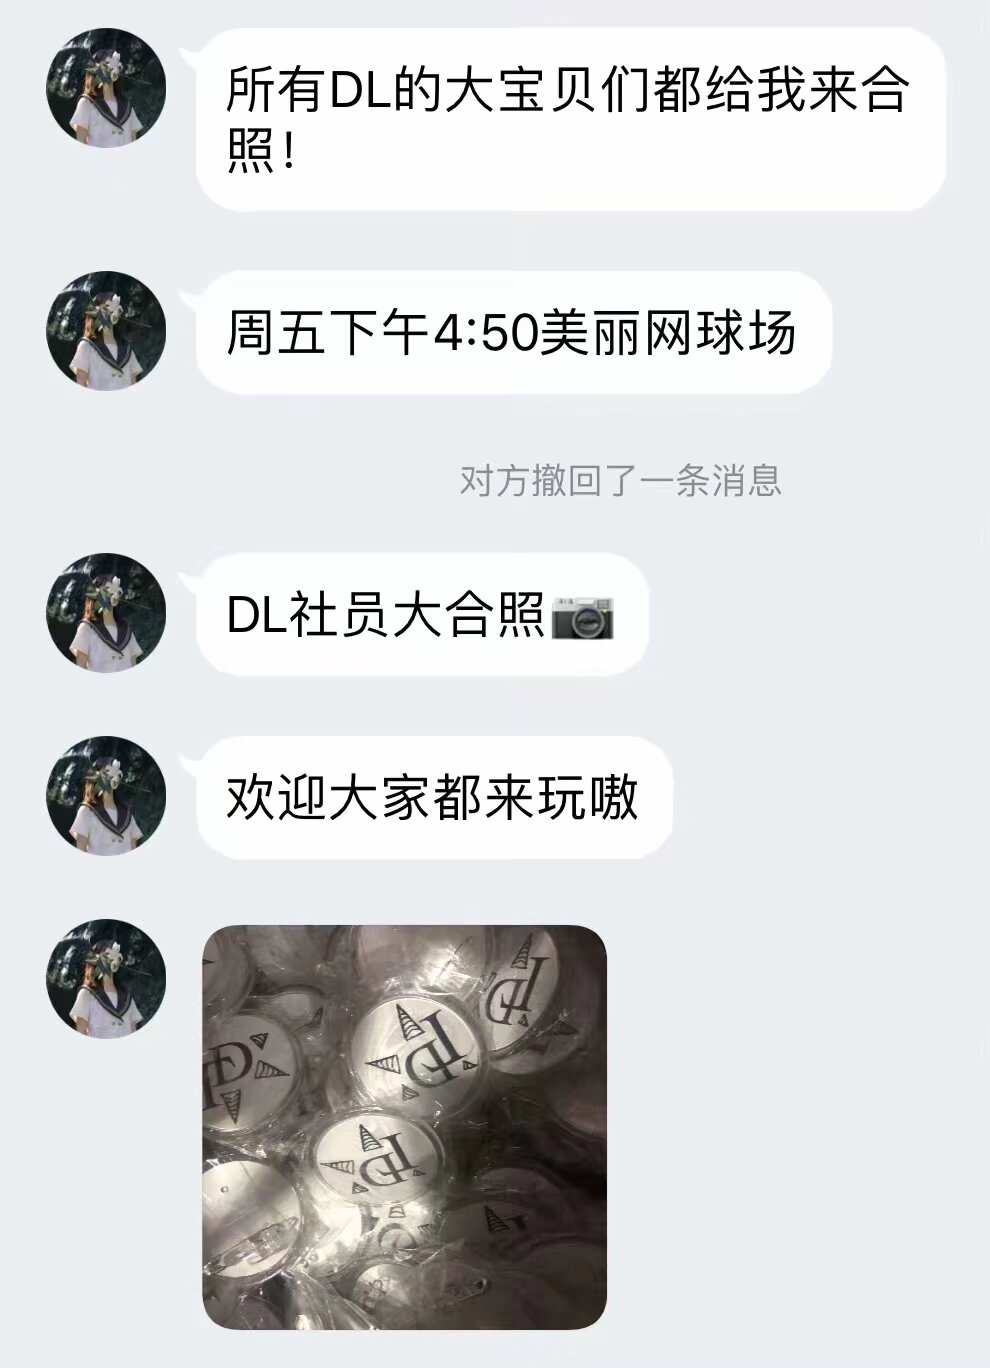 所有DL的大宝贝们都给我来合
照！
周五下午4:50美丽网球场
对方撤回了一条消息
DL社员大合照📷
欢迎大家都来玩嗷